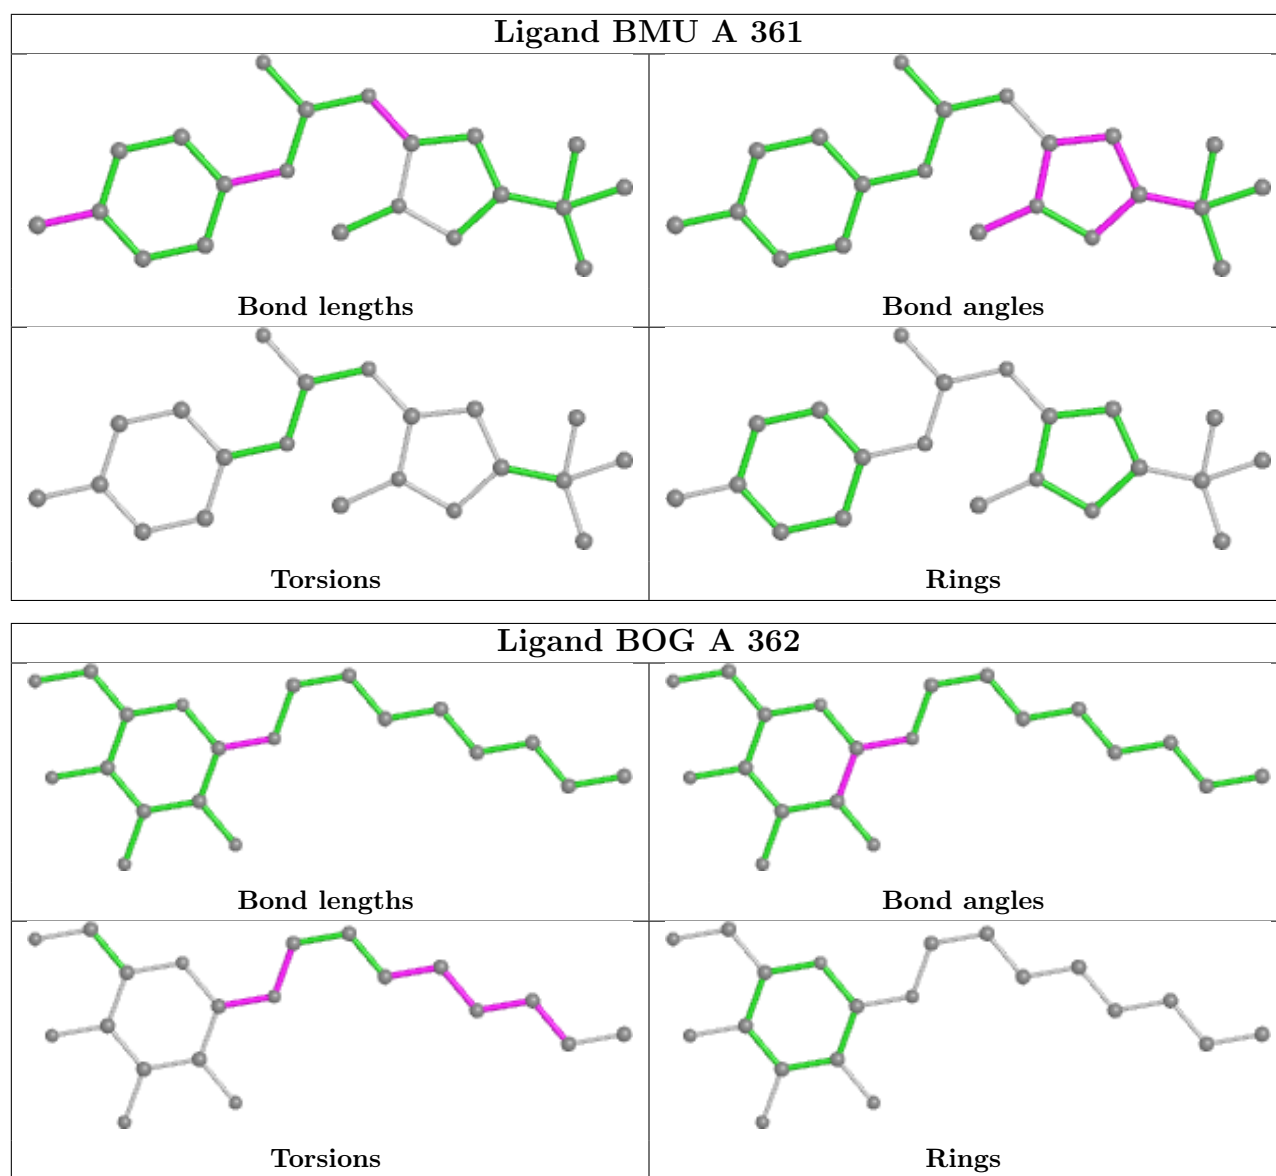 Ligand BMU A 361
Bond lengths
Bond angles
Torsions
Rings
Ligand BOG A 362
Bond lengths
Bond angles
Torsions
Rings